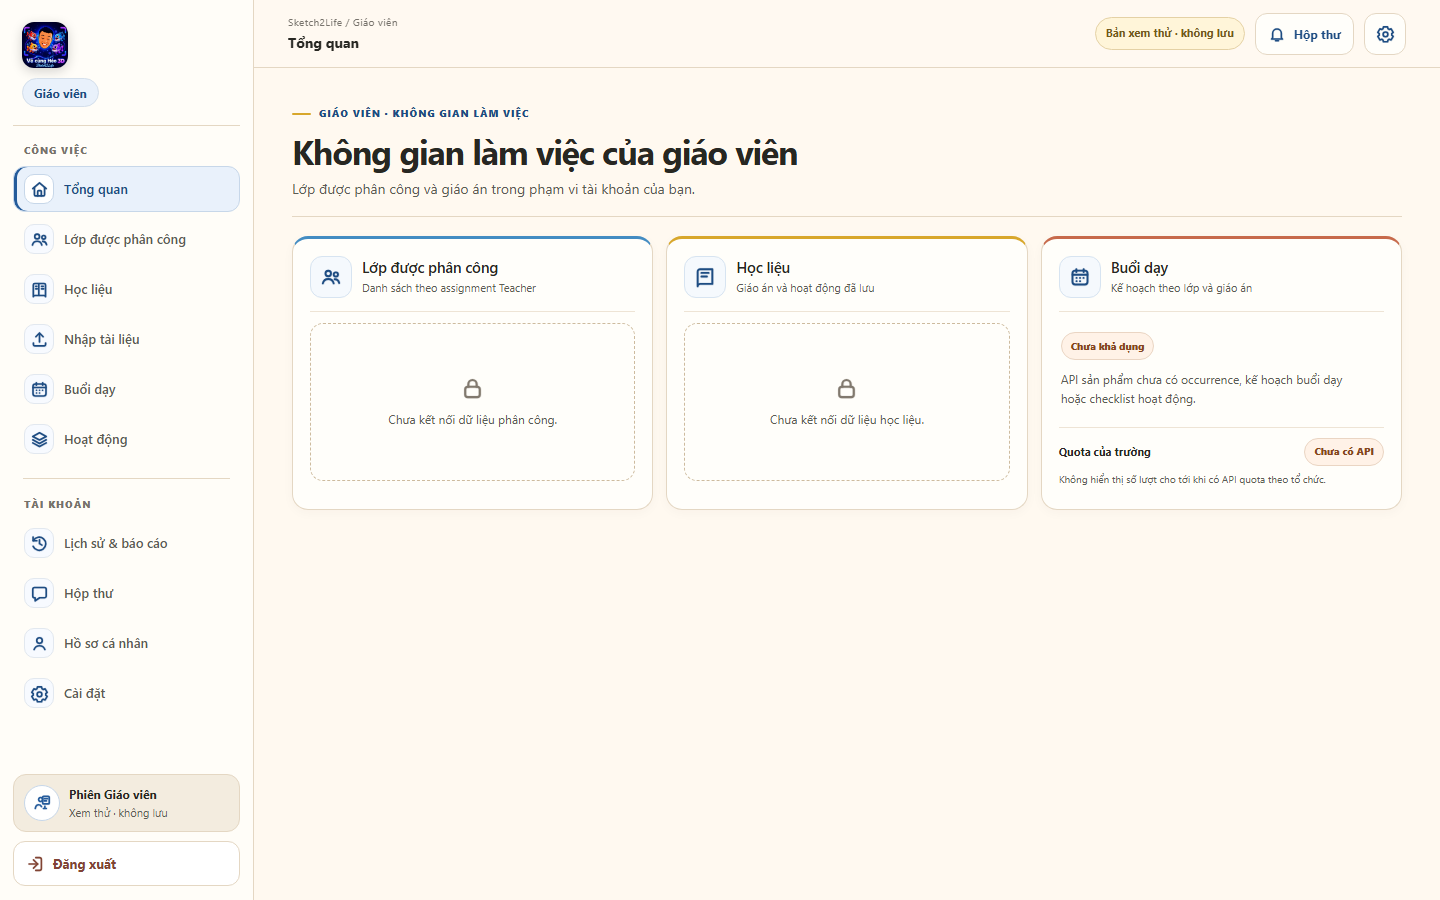 Vô cùng Héo 3D
Giáo viên
CÔNG VIỆC
Tổng quan
Lớp được phân công
Học liệu
Nhập tài liệu
Buổi dạy
Hoạt động
TÀI KHOẢN
Lịch sử & báo cáo
Hộp thư
Hồ sơ cá nhân
Cài đặt
Phiên Giáo viên
Xem thử · không lưu
Đăng xuất
Sketch2Life / Giáo viên
Tổng quan
Bản xem thử · không lưu
Hộp thư
GIÁO VIÊN · KHÔNG GIAN LÀM VIỆC
Không gian làm việc của giáo viên
Lớp được phân công và giáo án trong phạm vi tài khoản của bạn.
Lớp được phân công
Danh sách theo assignment Teacher
Chưa kết nối dữ liệu phân công.
Học liệu
Giáo án và hoạt động đã lưu
Chưa kết nối dữ liệu học liệu.
Buổi dạy
Kế hoạch theo lớp và giáo án
Chưa khả dụng
API sản phẩm chưa có occurrence, kế hoạch buổi dạy
hoặc checklist hoạt động.
Quota của trường
Chưa có API
Không hiển thị số lượt cho tới khi có API quota theo tổ chức.